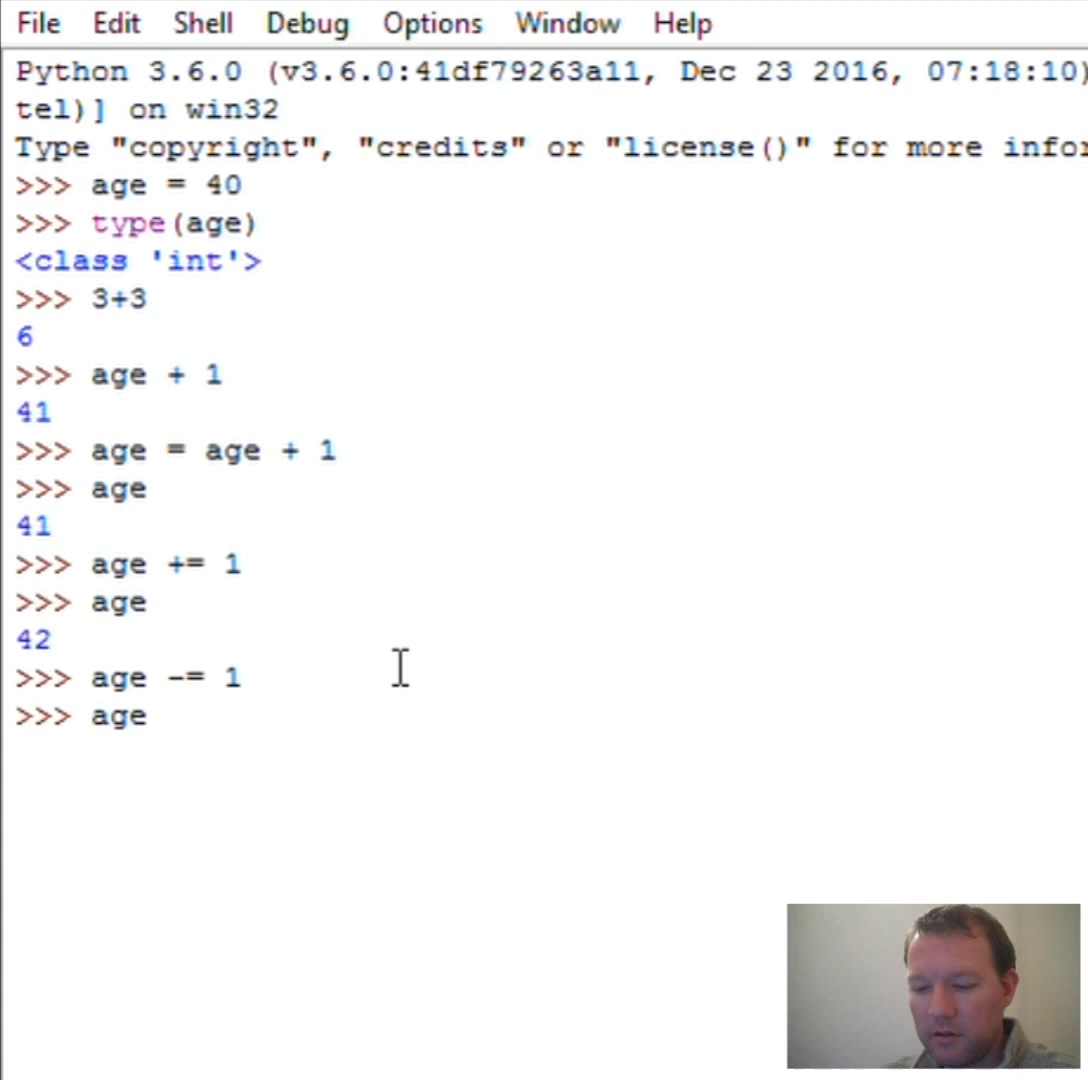 File Edit Shell Debug Options Window Help
Python 3.6.0 (v3.6.0:41df79263a11, Dec 23 2016, 07:18:10)
tel)] on win32
Type "copyright", "credits" or "license()" for more infor
>>> age = 40
>>> type(age)
<class 'int'>
>>> 3+3
6
>>> age + 1
41
>>> age = age + 1
>>> age
41
>>> age += 1
>>> age
42
>>> age -= 1
>>> age